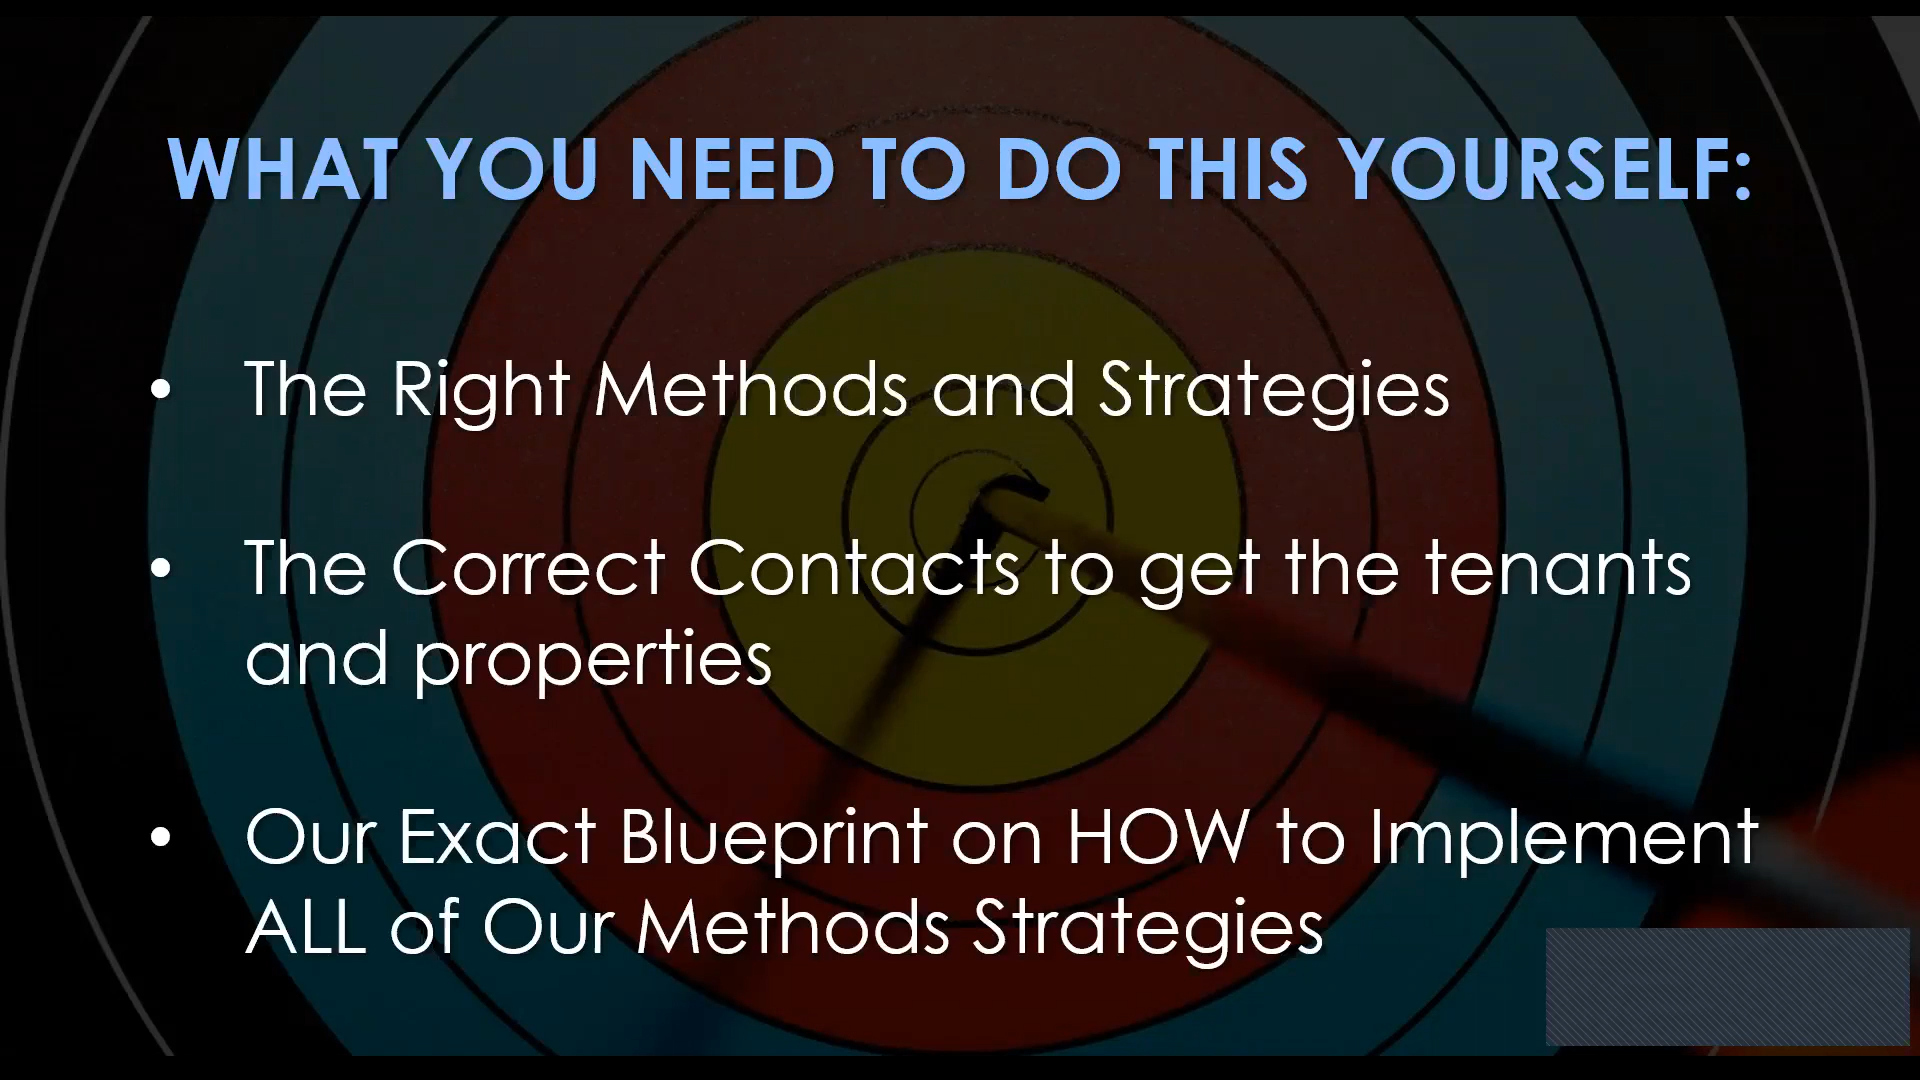 WHAT YOU NEED TO DO THIS YOURSELF:
• The Right Methods and Strategies
• The Correct Contacts to get the tenants
and properties
• Our Exact Blueprint on HOW to Implement
ALL of Our Methods Strategies